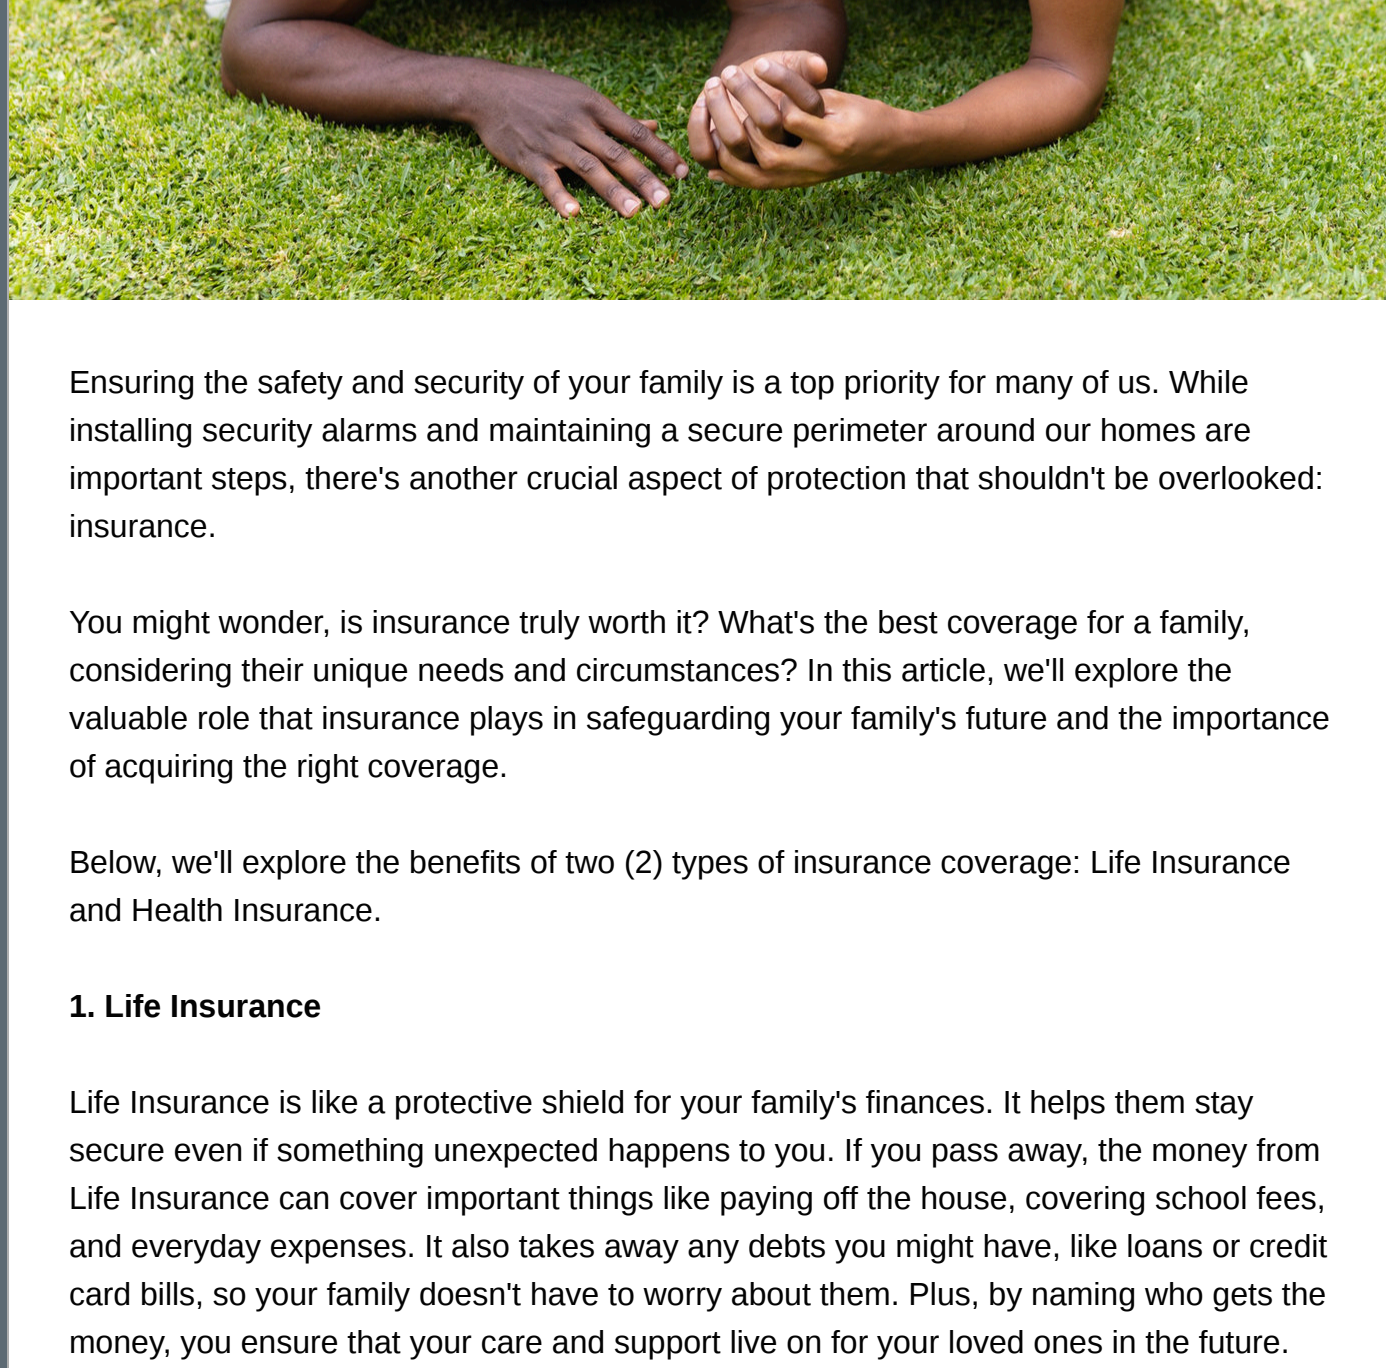 Ensuring the safety and security of your family is a top priority for many of us. While
installing security alarms and maintaining a secure perimeter around our homes are
important steps, there's another crucial aspect of protection that shouldn't be overlooked:
insurance.
You might wonder, is insurance truly worth it? What's the best coverage for a family,
considering their unique needs and circumstances? In this article, we'll explore the
valuable role that insurance plays in safeguarding your family's future and the importance
of acquiring the right coverage.
Below, we'll explore the benefits of two (2) types of insurance coverage: Life Insurance
and Health Insurance.
1. Life Insurance
Life Insurance is like a protective shield for your family's finances. It helps them stay
secure even if something unexpected happens to you. If you pass away, the money from
Life Insurance can cover important things like paying off the house, covering school fees,
and everyday expenses. It also takes away any debts you might have, like loans or credit
card bills, so your family doesn't have to worry about them. Plus, by naming who gets the
money, you ensure that your care and support live on for your loved ones in the future.